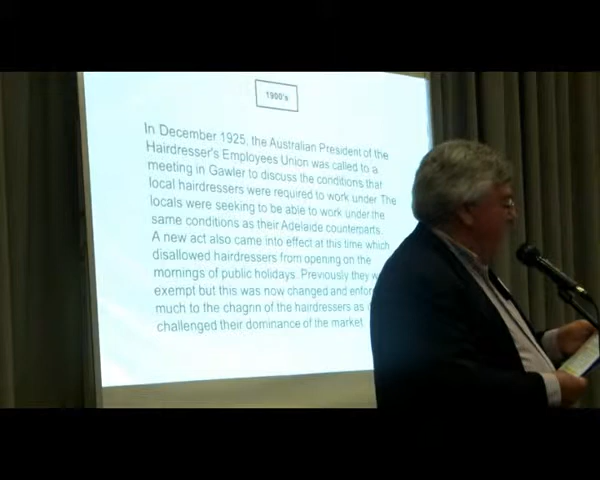 1900's
In December 1925, the Australian President of the
Hairdresser's Employees Union was called to a
meeting in Gawler to discuss the conditions that
local hairdressers were required to work under The
locals were seeking to be able to work under the
same conditions as their Adelaide counterparts.
A new act also came into effect at this time which
disallowed hairdressers from opening on the
mornings of public holidays. Previously they
exempt but this was now changed and
much to the chagrin of the hairdressers as
challenged their dominance of the market.